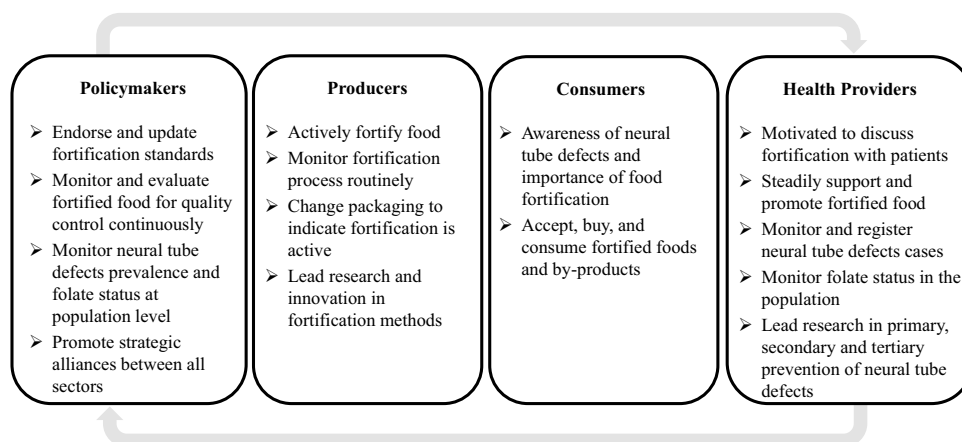 Policymakers
➢ Endorse and update
fortification standards
➢ Monitor and evaluate
fortified food for quality
control continuously
➢ Monitor neural tube
defects prevalence and
folate status at
population level
➢ Promote strategic
alliances between all
sectors
Producers
➢ Actively fortify food
➢ Monitor fortification
process routinely
➢ Change packaging to
indicate fortification is
active
➢ Lead research and
innovation in
fortification methods
Consumers
➢ Awareness of neural
tube defects and
importance of food
fortification
➢ Accept, buy, and
consume fortified foods
and by-products
Health Providers
➢ Motivated to discuss
fortification with patients
➢ Steadily support and
promote fortified food
➢ Monitor and register
neural tube defects cases
➢ Monitor folate status in the
population
➢ Lead research in primary,
secondary and tertiary
prevention of neural tube
defects